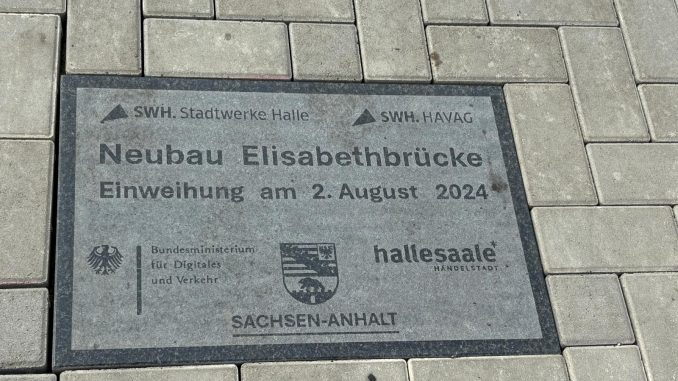 SWH. Stadtwerke Halle
SWH. HAVAG
Neubau Elisabethbrücke
Einweihung am 2. August 2024
Bundesministerium
für Digitales
und Verkehr
SACHSEN-ANHALT
hallesaale*
HÄNDELSTADT